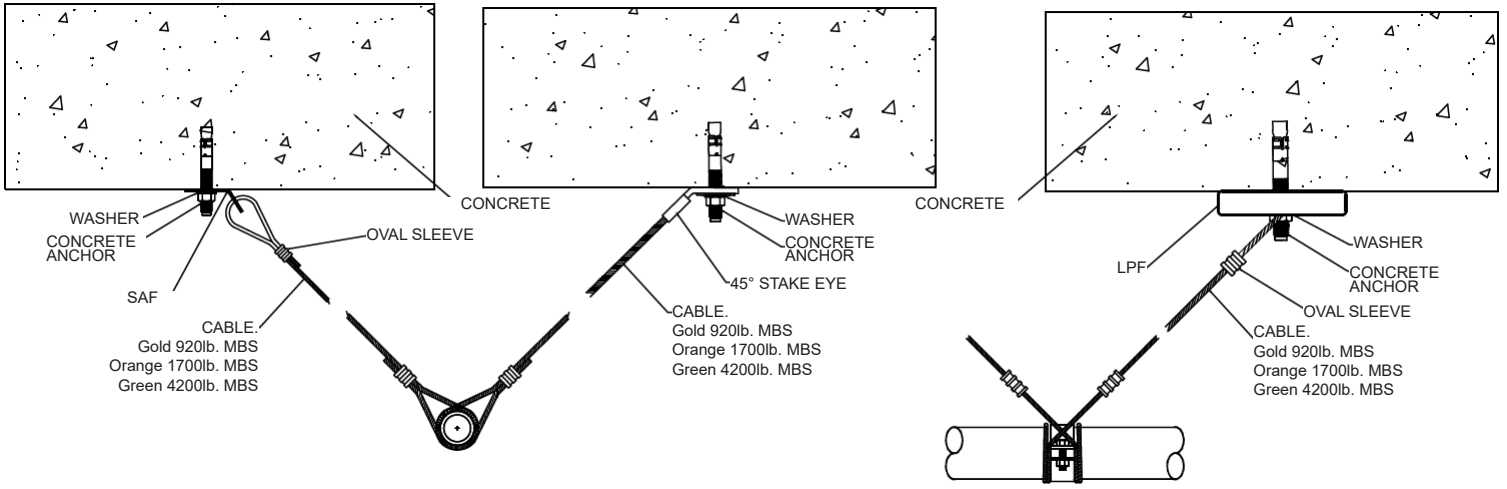 WASHER
CONCRETE
ANCHOR
SAF
CABLE.
Gold 920lb. MBS
Orange 1700lb. MBS
Green 4200lb. MBS
OVAL SLEEVE
CONCRETE
WASHER
CONCRETE
ANCHOR
45° STAKE EYE
CABLE.
Gold 920lb. MBS
Orange 1700lb. MBS
Green 4200lb. MBS
CONCRETE
LPF
WASHER
CONCRETE
ANCHOR
OVAL SLEEVE
CABLE.
Gold 920lb. MBS
Orange 1700lb. MBS
Green 4200lb. MBS